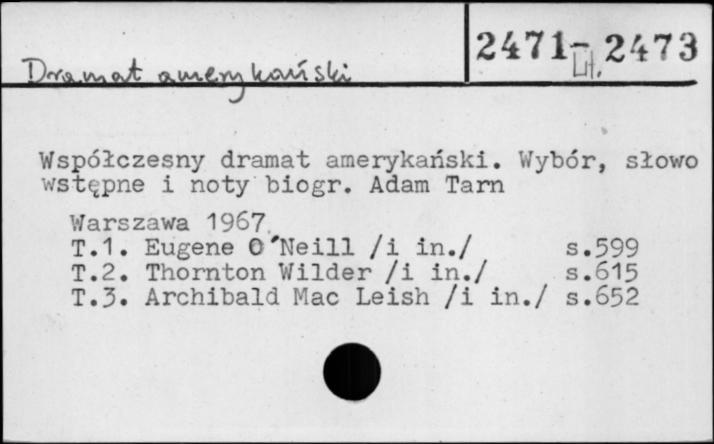 2471-2473
Lit.
Dramat amerykański
Współczesny dramat amerykański. Wybór, słowo
wstępne i noty biogr. Adam Tarn
Warszawa 1967
T.1. Eugene O´Neill /i in./ s.599
T.2. Thornton Wilder /i in./ s.615
T.3. Archibald Mac Leish /i in./ s.652